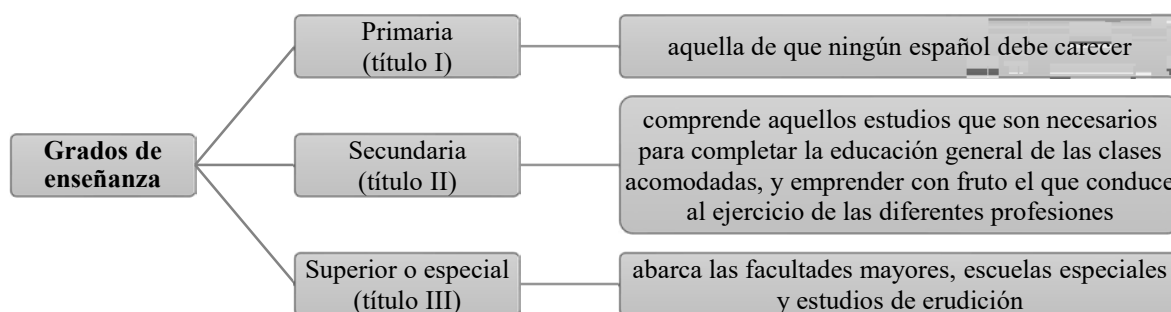 Grados de
enseñanza
Primaria
(título I)
aquella de que ningún español debe carecer
Secundaria
(título II)
comprende aquellos estudios que son necesarios
para completar la educación general de las clases
acomodadas, y emprender con fruto el que conduce
al ejercicio de las diferentes profesiones
Superior o especial
(título III)
abarca las facultades mayores, escuelas especiales
y estudios de erudición